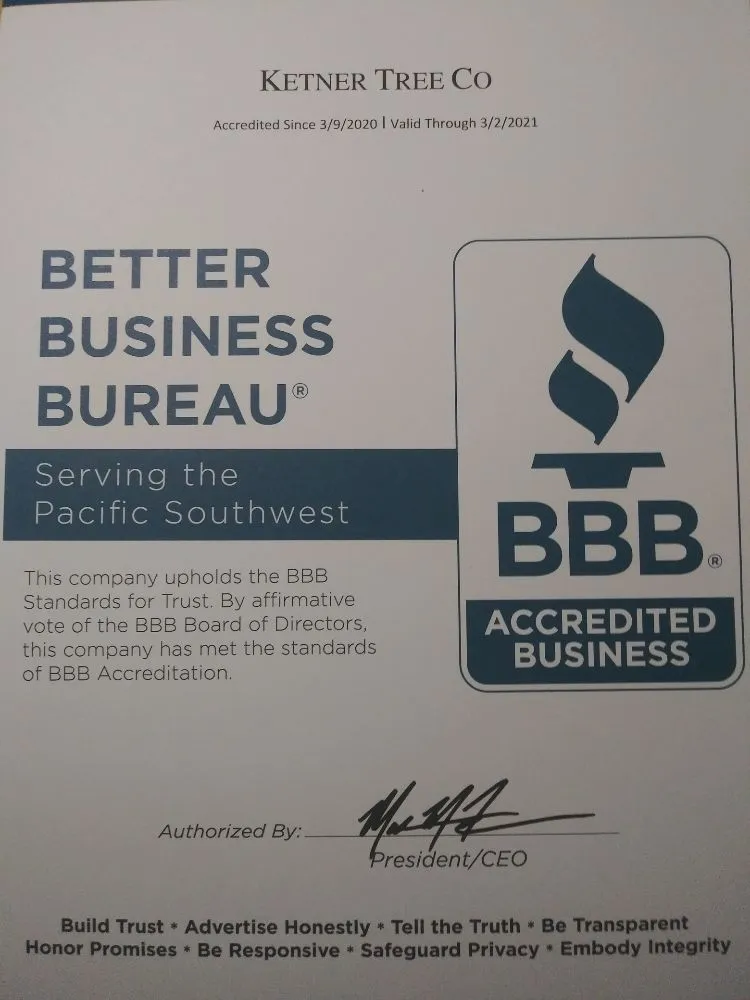 KETNER TREE CO
Accredited Since 3/9/2020 | Valid Through 3/2/2021
BETTER
BUSINESS
BUREAU®
Serving the
Pacific Southwest
This company upholds the BBB
Standards for Trust. By affirmative
vote of the BBB Board of Directors,
this company has met the standards
of BBB Accreditation.
BBB®
ACCREDITED
BUSINESS
Authorized By:
President/CEO
Build Trust * Advertise Honestly * Tell the Truth * Be Transparent
Honor Promises * Be Responsive * Safeguard Privacy * Embody Integrity